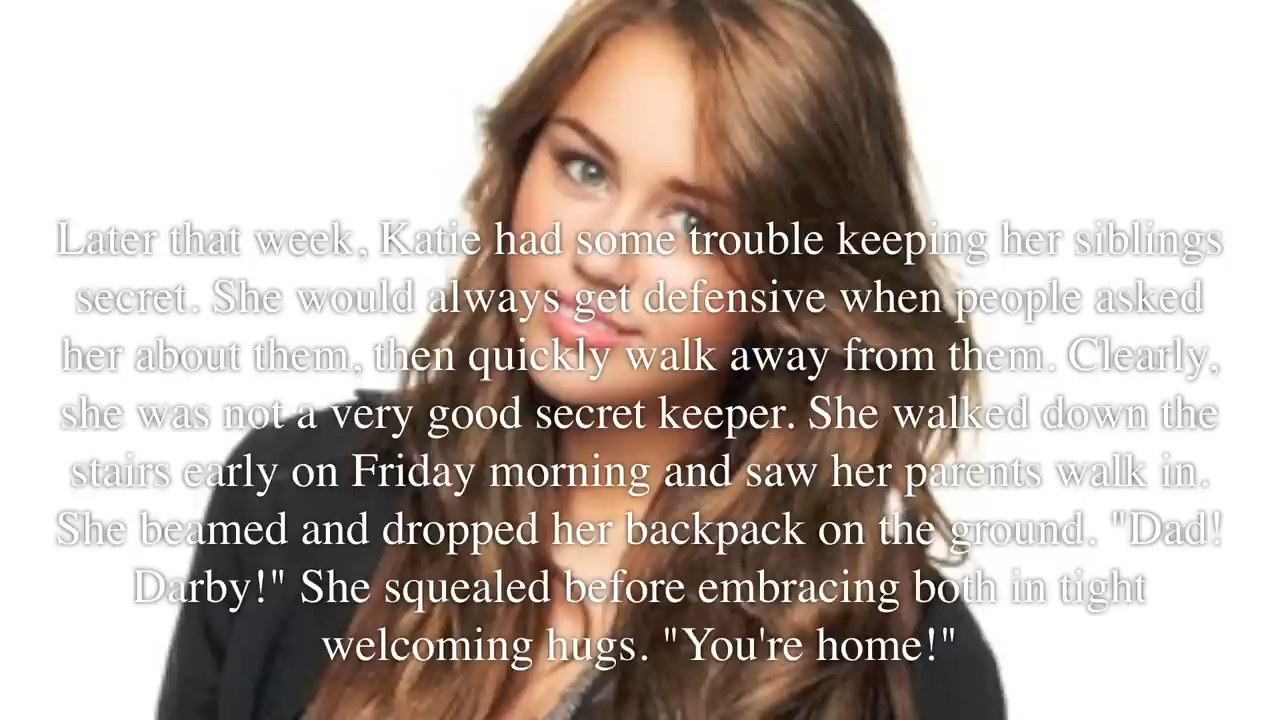 Later that week, Katie had some trouble keeping her siblings
secret. She would always get defensive when people asked
her about them, then quickly walk away from them. Clearly,
she was not a very good secret keeper. She walked down the
stairs early on Friday morning and saw her parents walk in.
She beamed and dropped her backpack on the ground. "Dad!
Darby!" She squealed before embracing both in tight
welcoming hugs. "You're home!"